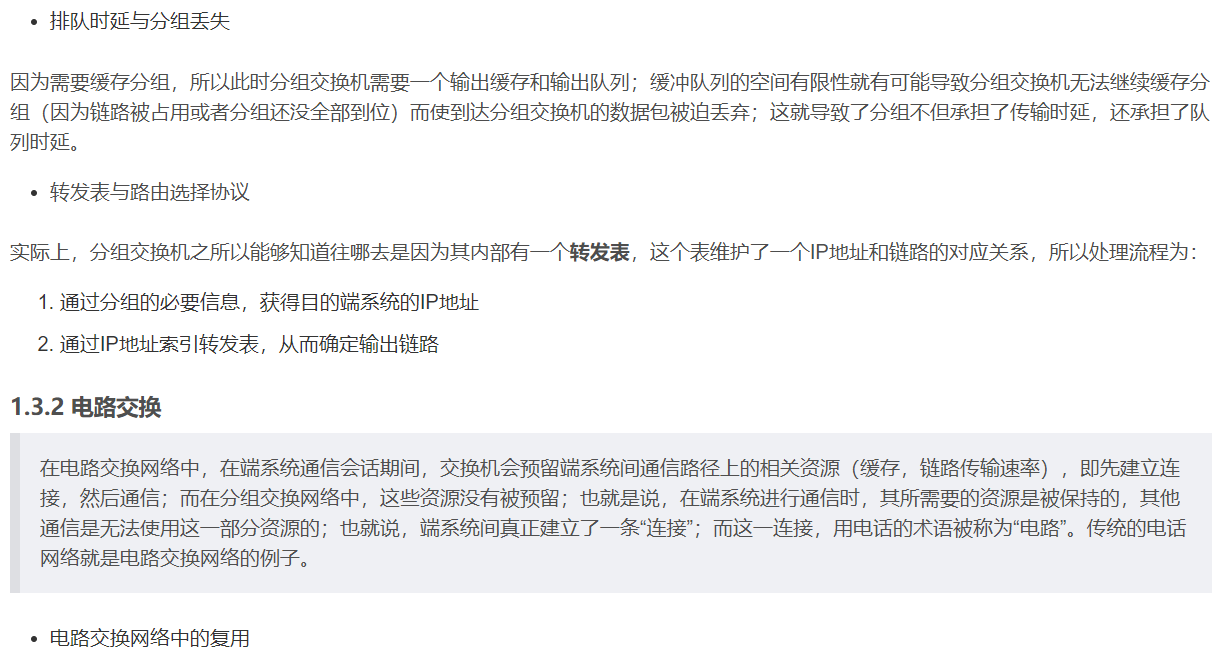 • 排队时延与分组丢失
因为需要缓存分组，所以此时分组交换机需要一个输出缓存和输出队列；缓冲队列的空间有限性就有可能导致分组交换机无法继续缓存分
组（因为链路被占用或者分组还没全部到位）而使到达分组交换机的数据包被迫丢弃；这就导致了分组不但承担了传输时延，还承担了队
列时延。
• 转发表与路由选择协议
实际上，分组交换机之所以能够知道往哪去是因为其内部有一个转发表，这个表维护了一个IP地址和链路的对应关系，所以处理流程为：
1. 通过分组的必要信息，获得目的端系统的IP地址
2. 通过IP地址索引转发表，从而确定输出链路
1.3.2 电路交换
在电路交换网络中，在端系统通信会话期间，交换机会预留端系统间通信路径上的相关资源（缓存，链路传输速率），即先建立连
接，然后通信；而在分组交换网络中，这些资源没有被预留；也就是说，在端系统进行通信时，其所需要的资源是被保持的，其他
通信是无法使用这一部分资源的；也就说，端系统间真正建立了一条“连接”；而这一连接，用电话的术语被称为“电路”。传统的电话
网络就是电路交换网络的例子。
• 电路交换网络中的复用